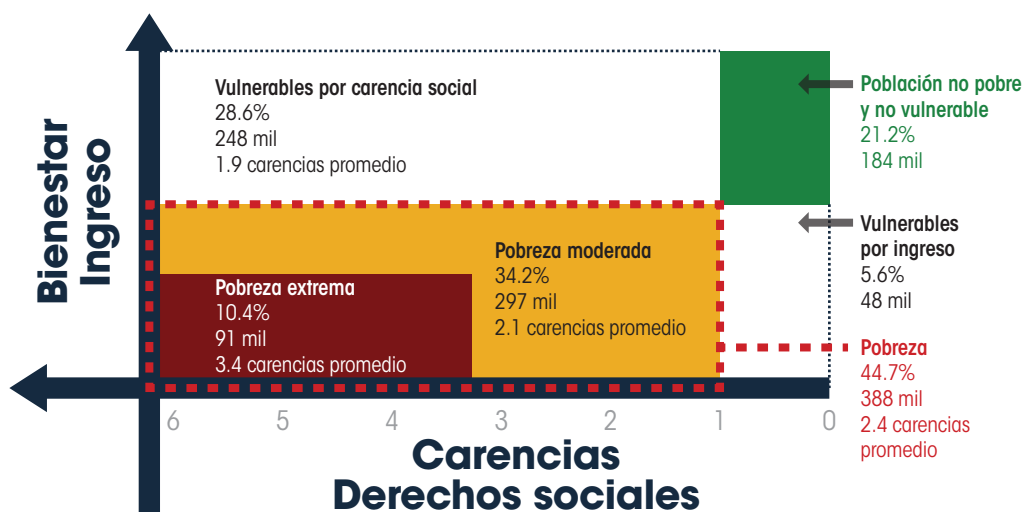 Bienestar
Ingreso
Vulnerables por carencia social
28.6%
248 mil
1.9 carencias promedio
Población no pobre
y no vulnerable
21.2%
184 mil
Vulnerables
por ingreso
5.6%
48 mil
Pobreza moderada
34.2%
297 mil
2.1 carencias promedio
Pobreza extrema
10.4%
91 mil
3.4 carencias promedio
Pobreza
44.7%
388 mil
2.4 carencias
promedio
6 5 4 3 2 1 0
Carencias
Derechos sociales